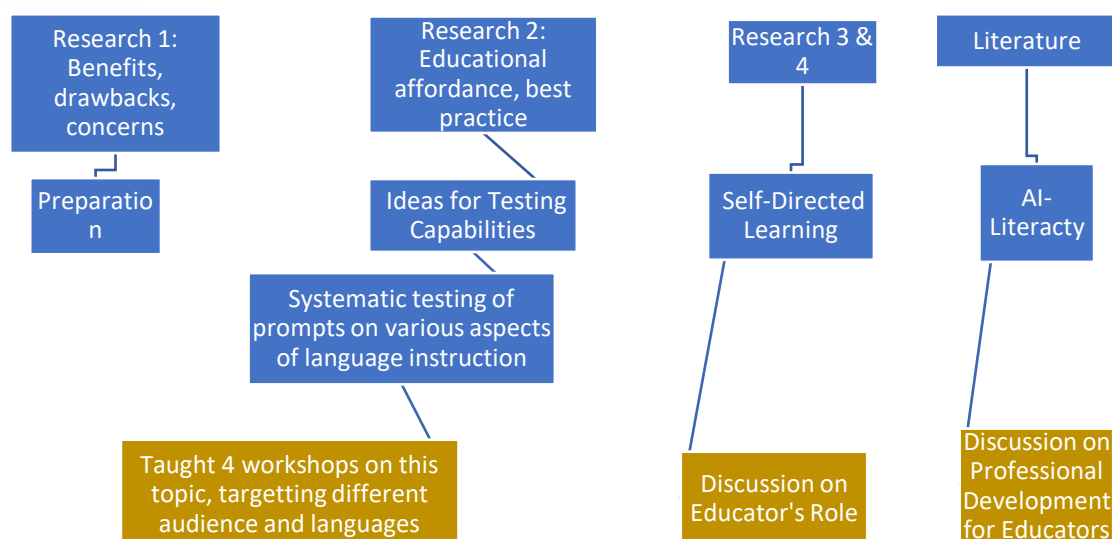 Research 1:
Benefits,
drawbacks,
concerns
Research 2:
Educational
affordance, best
practice
Research 3 &
4
Literature
Preparatio
n
Ideas for Testing
Capabilities
Self-Directed
Learning
AI-
Literacty
Systematic testing of
prompts on various aspects
of language instruction
Taught 4 workshops on this
topic, targetting different
audience and languages
Discussion on
Educator's Role
Discussion on
Professional
Development
for Educators